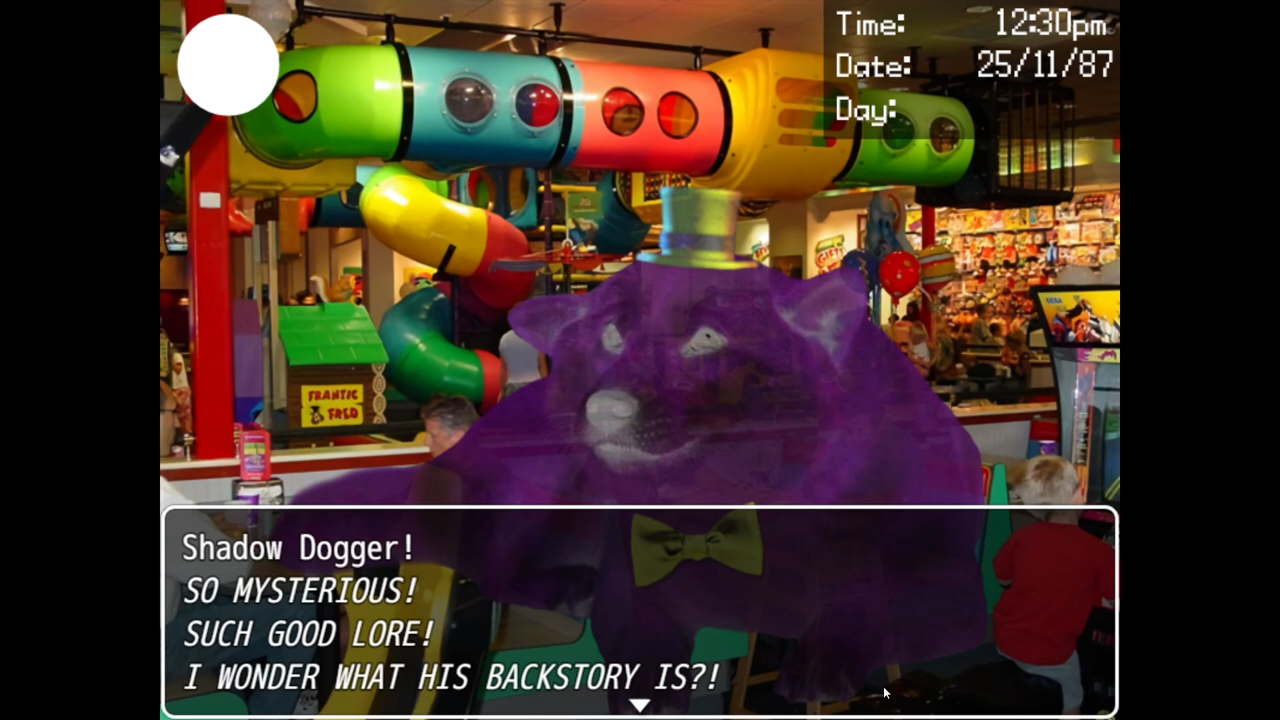 Time: 12:30pm
Date: 25/11/87
Day:
SEGA
FRANTIC
FRED
Shadow Dogger!
SO MYSTERIOUS!
SUCH GOOD LORE!
I WONDER WHAT HIS BACKSTORY IS?!